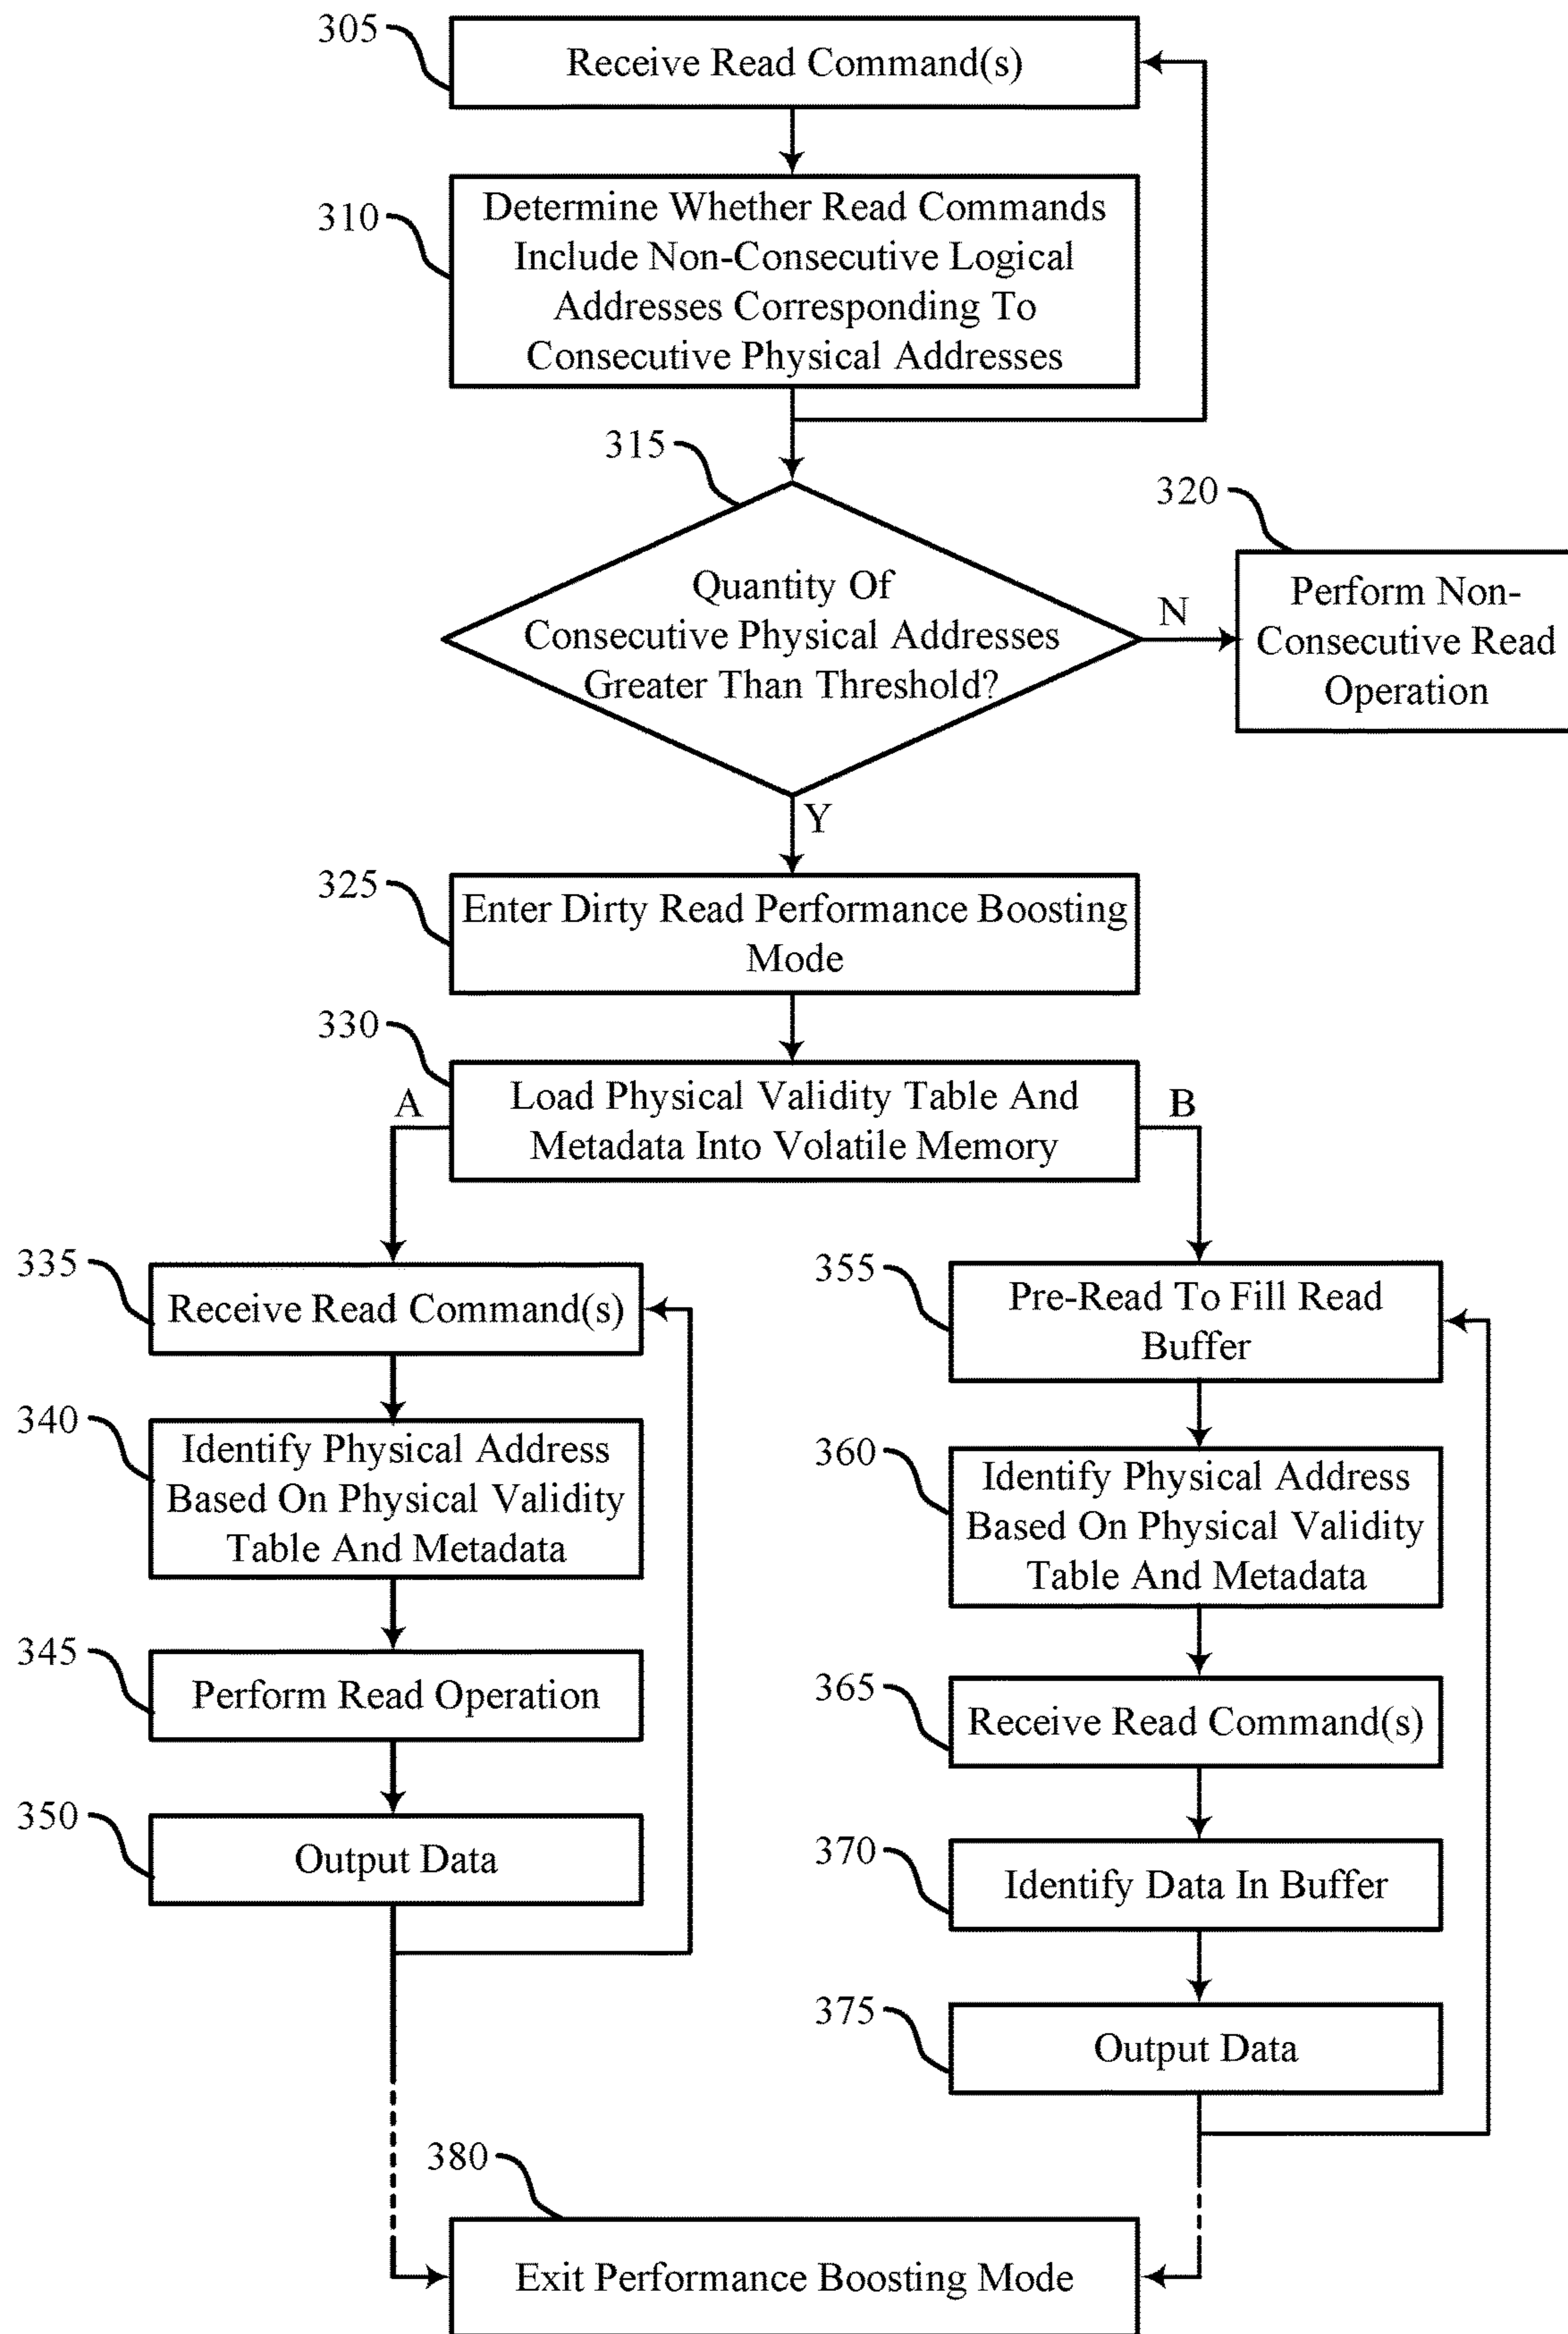 305
Receive Read Command(s)
310
Determine Whether Read Commands
Include Non-Consecutive Logical
Addresses Corresponding To
Consecutive Physical Addresses
315
Quantity Of
Consecutive Physical Addresses
Greater Than Threshold?
N
320
Perform Non-
Consecutive Read
Operation
Y
325
Enter Dirty Read Performance Boosting
Mode
330
Load Physical Validity Table And
Metadata Into Volatile Memory
A
B
335
Receive Read Command(s)
340
Identify Physical Address
Based On Physical Validity
Table And Metadata
345
Perform Read Operation
350
Output Data
355
Pre-Read To Fill Read
Buffer
360
Identify Physical Address
Based On Physical Validity
Table And Metadata
365
Receive Read Command(s)
370
Identify Data In Buffer
375
Output Data
380
Exit Performance Boosting Mode